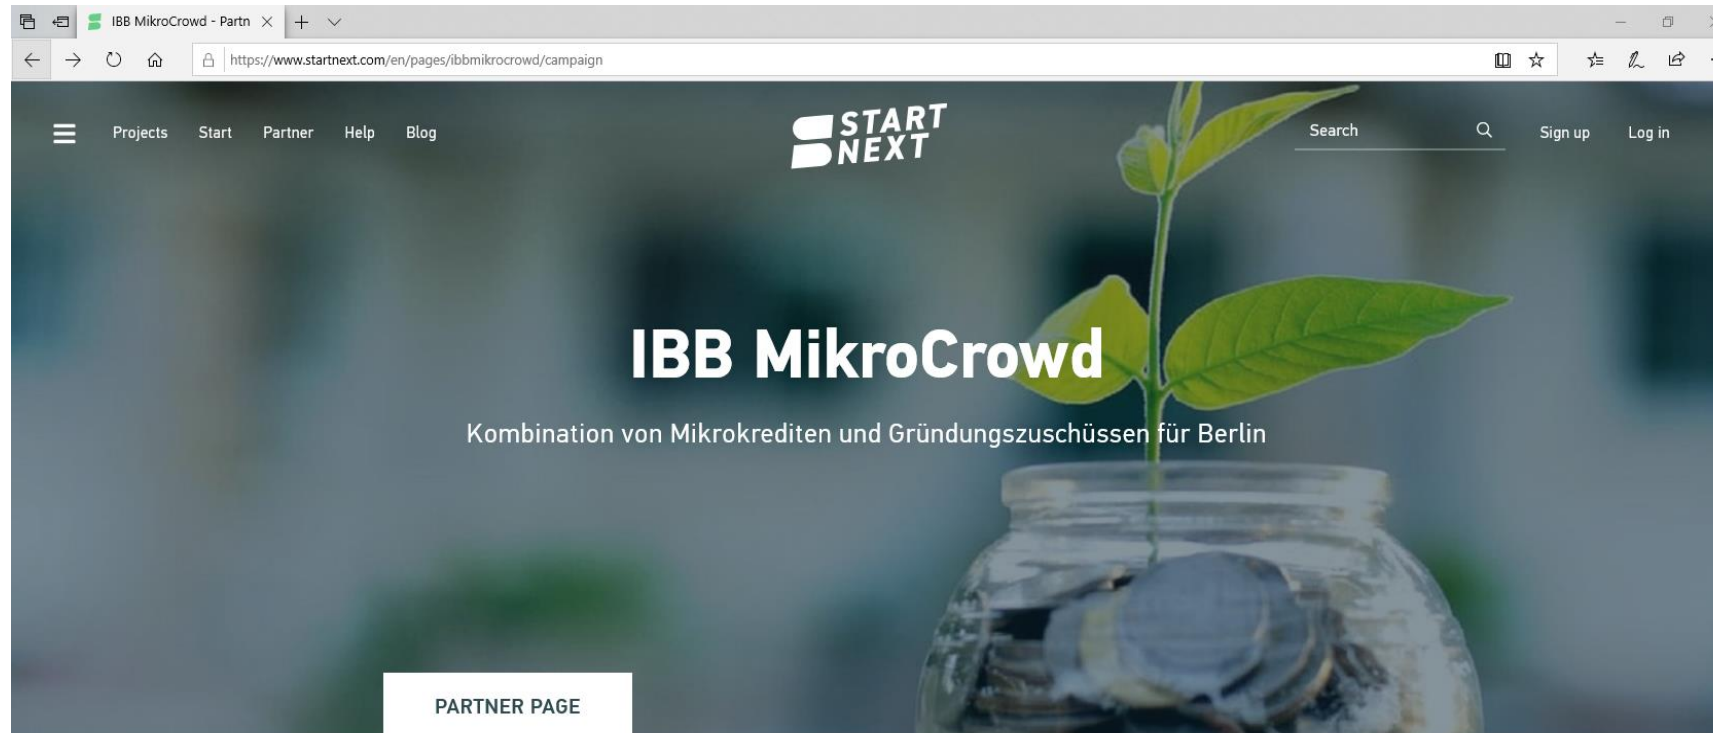 IBB MikroCrowd - Partn
https://www.startnext.com/en/pages/ibbmikrocrowd/campaign
Projects Start Partner Help Blog
START
NEXT
Search Sign up Log in
IBB MikroCrowd
Kombination von Mikrokrediten und Gründungszuschüssen für Berlin
PARTNER PAGE